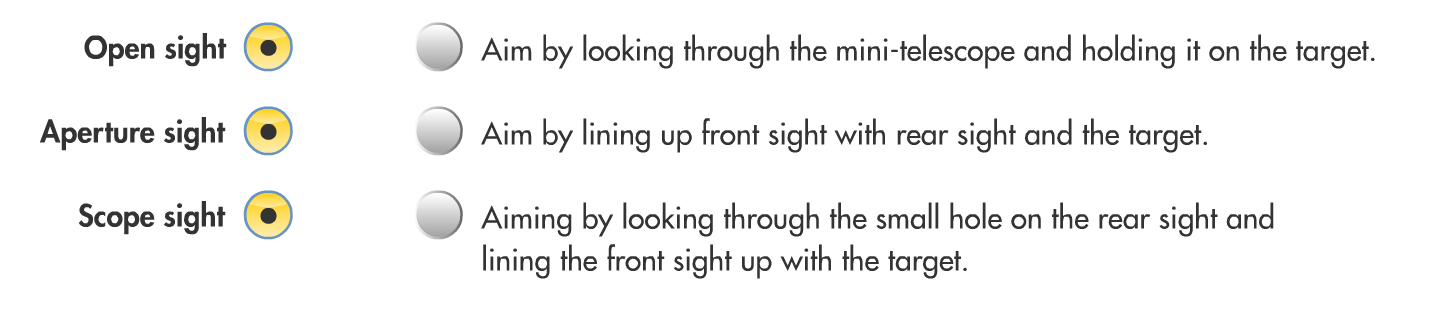 Open sight
Aim by looking through the mini-telescope and holding it on the target.
Aperture sight
Aim by lining up front sight with rear sight and the target.
Scope sight
Aiming by looking through the small hole on the rear sight and
lining the front sight up with the target.